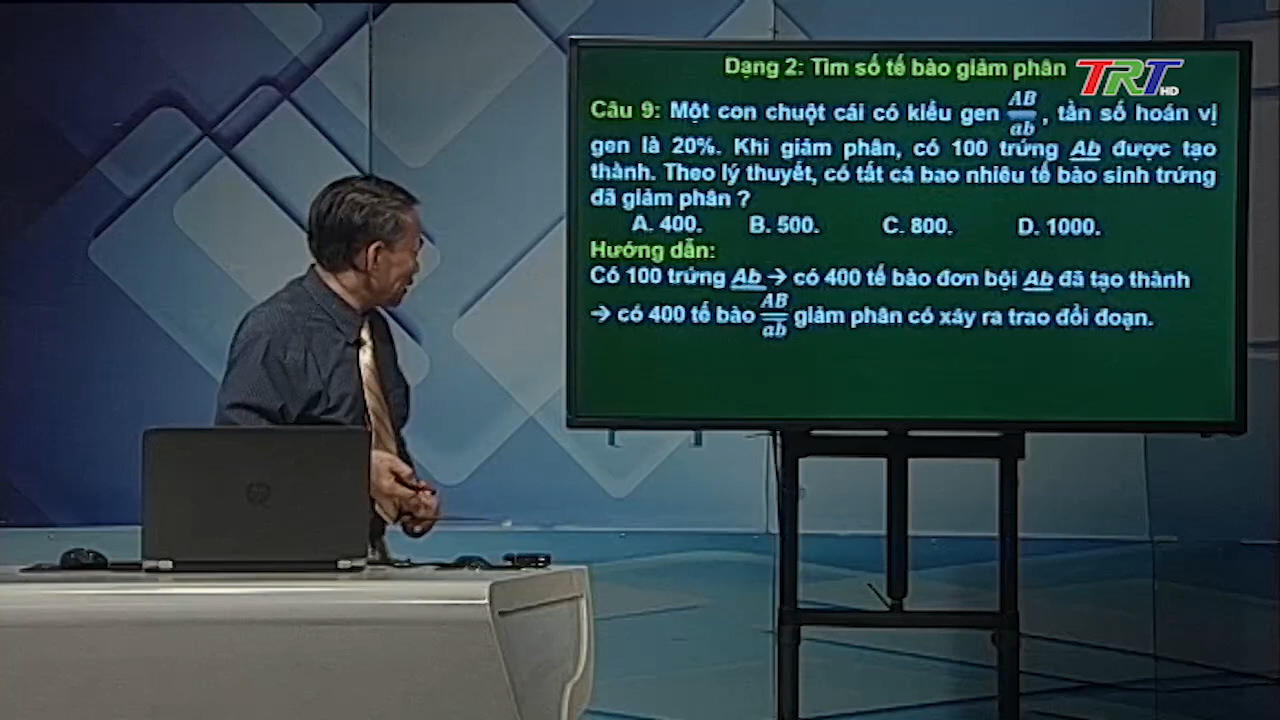 Dạng 2: Tìm số tế bào giảm phân
TRT HD
Câu 9: Một con chuột cái có kiểu gen AB/ab, tần số hoán vị
gen là 20%. Khi giảm phân, có 100 trứng Ab được tạo
thành. Theo lý thuyết, có tất cả bao nhiêu tế bào sinh trứng
đã giảm phân ?
A. 400. B. 500. C. 800. D. 1000.
Hướng dẫn:
Có 100 trứng Ab → có 400 tế bào đơn bội Ab đã tạo thành
→ có 400 tế bào AB/ab giảm phân có xảy ra trao đổi đoạn.